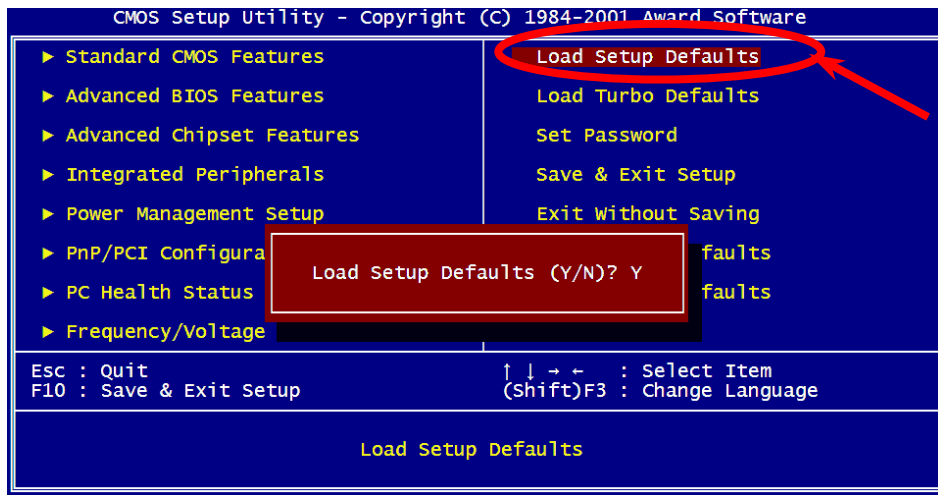 CMOS Setup Utility - Copyright (C) 1984-2001 Award Software
► Standard CMOS Features
► Advanced BIOS Features
► Advanced Chipset Features
► Integrated Peripherals
► Power Management Setup
► PnP/PCI Configura
► PC Health Status
► Frequency/Voltage
Load Setup Defaults
Load Turbo Defaults
Set Password
Save & Exit Setup
Exit Without Saving
faults
faults
Load Setup Defaults (Y/N)? Y
Esc : Quit
F10 : Save & Exit Setup
↑ ↓ → ← : Select Item
(Shift)F3 : Change Language
Load Setup Defaults